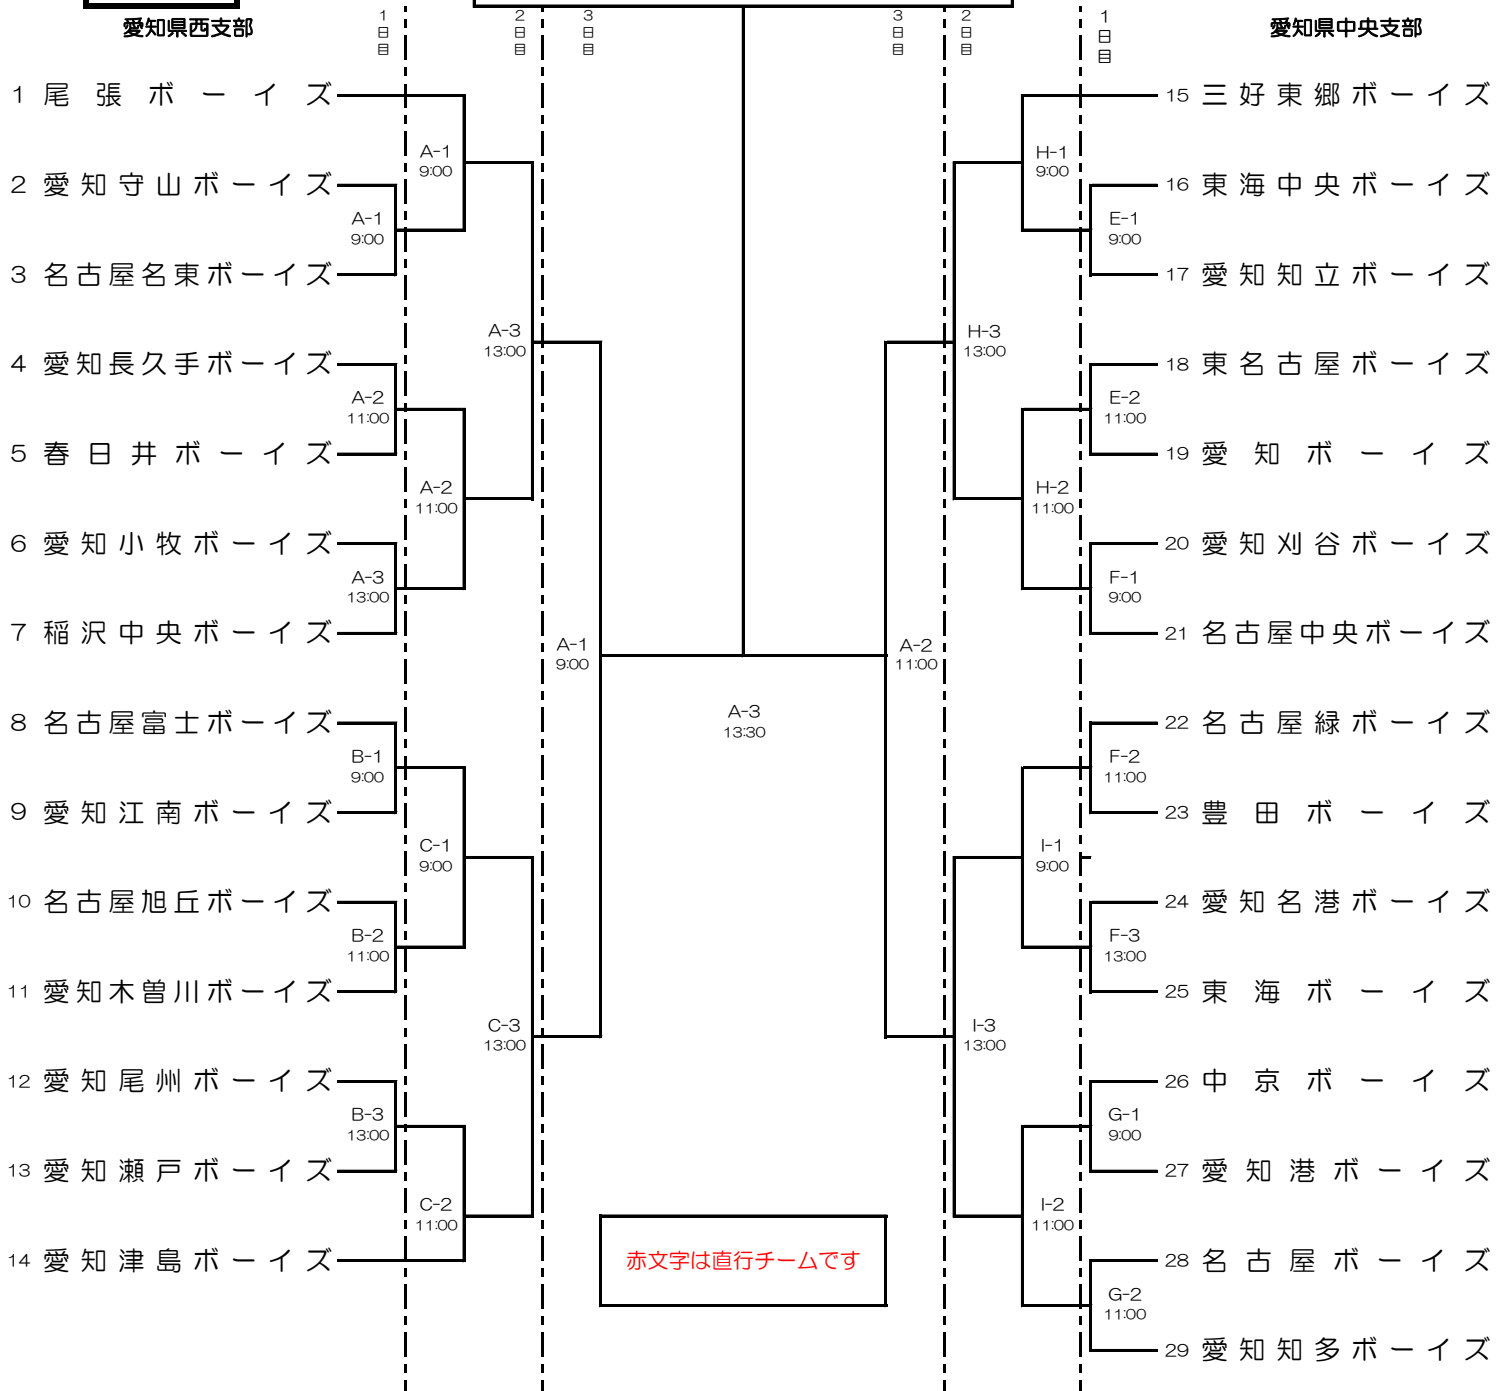 愛知県西支部
1日目
2日目
3日目
3日目
2日目
1日目
愛知県中央支部
1 尾張ボーイズ
2 愛知守山ボーイズ
3 名古屋名東ボーイズ
4 愛知長久手ボーイズ
5 春日井ボーイズ
6 愛知小牧ボーイズ
7 稲沢中央ボーイズ
8 名古屋富士ボーイズ
9 愛知江南ボーイズ
10 名古屋旭丘ボーイズ
11 愛知木曽川ボーイズ
12 愛知尾州ボーイズ
13 愛知瀬戸ボーイズ
14 愛知津島ボーイズ
A-1
9:00
A-2
11:00
A-3
13:00
B-1
9:00
B-2
11:00
B-3
13:00
A-1
9:00
A-2
11:00
C-1
9:00
C-2
11:00
A-3
13:00
C-3
13:00
A-1
9:00
A-3
13:30
A-2
11:00
H-3
13:00
I-3
13:00
H-1
9:00
H-2
11:00
I-1
9:00
I-2
11:00
E-1
9:00
E-2
11:00
F-1
9:00
F-2
11:00
F-3
13:00
G-1
9:00
G-2
11:00
15 三好東郷ボーイズ
16 東海中央ボーイズ
17 愛知知立ボーイズ
18 東名古屋ボーイズ
19 愛知ボーイズ
20 愛知刈谷ボーイズ
21 名古屋中央ボーイズ
22 名古屋緑ボーイズ
23 豊田ボーイズ
24 愛知名港ボーイズ
25 東海ボーイズ
26 中京ボーイズ
27 愛知港ボーイズ
28 名古屋ボーイズ
29 愛知知多ボーイズ
赤文字は直行チームです